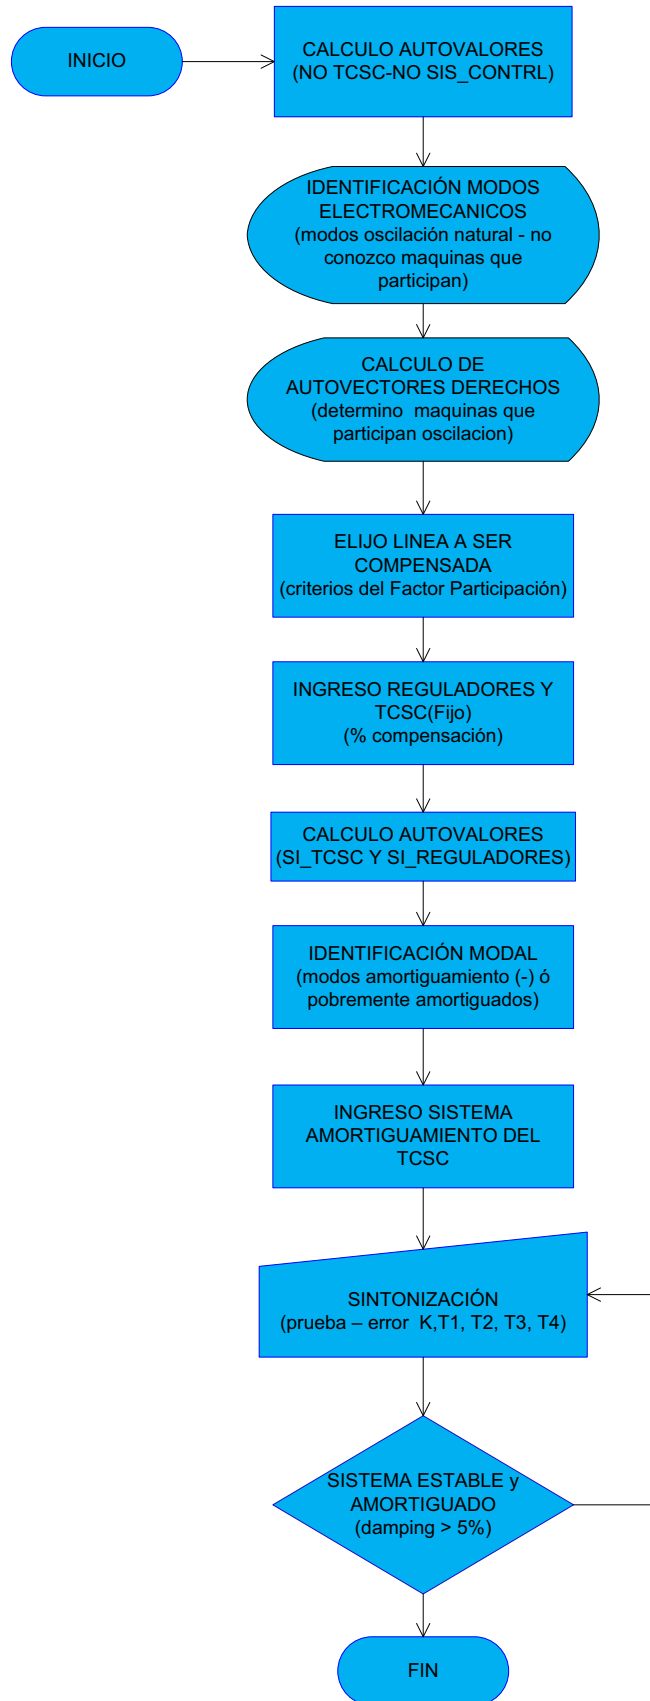 INICIO
CALCULO AUTOVALORES
(NO TCSC-NO SIS_CONTRL)
IDENTIFICACIÓN MODOS
ELECTROMECANICOS
(modos oscilación natural - no
conozco maquinas que
participan)
CALCULO DE
AUTOVECTORES DERECHOS
(determino maquinas que
participan oscilacion)
ELIJO LINEA A SER
COMPENSADA
(criterios del Factor Participación)
INGRESO REGULADORES Y
TCSC(Fijo)
(% compensación)
CALCULO AUTOVALORES
(SI_TCSC Y SI_REGULADORES)
IDENTIFICACIÓN MODAL
(modos amortiguamiento (-) ó
pobremente amortiguados)
INGRESO SISTEMA
AMORTIGUAMIENTO DEL
TCSC
SINTONIZACIÓN
(prueba – error K,T1, T2, T3, T4)
SISTEMA ESTABLE y
AMORTIGUADO
(damping > 5%)
FIN